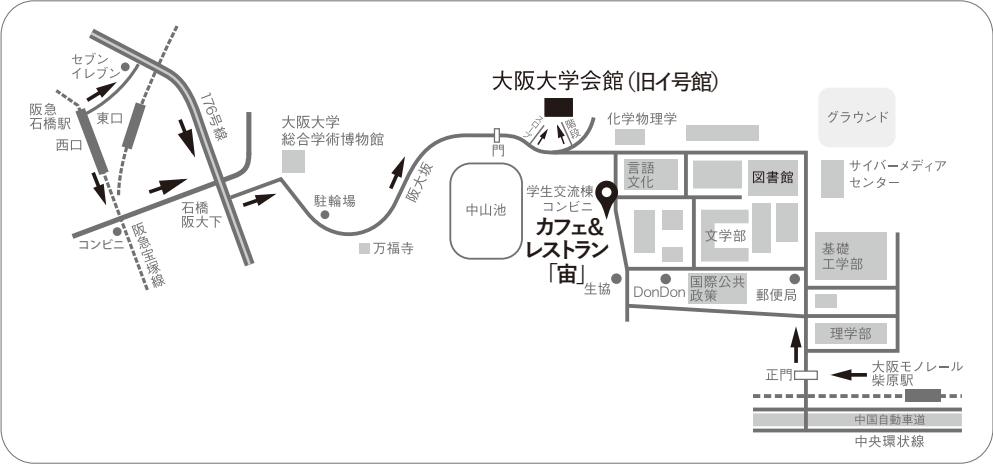 セブン
イレブン
176号線
阪急
石橋駅
西口
東口
石橋
阪大下
コンビニ
阪急宝塚線
大阪大学
総合学術博物館
駐輪場
万福寺
阪大坂
門
中山池
大阪大学会館（旧イ号館）
スロープ
階段
化学物理学
グラウンド
サイバーメディア
センター
言語
文化
図書館
学生交流棟
コンビニ
カフェ&
レストラン
「宙」
文学部
基礎
工学部
生協
DonDon
国際公共
政策
郵便局
理学部
正門
大阪モノレール
柴原駅
中国自動車道
中央環状線